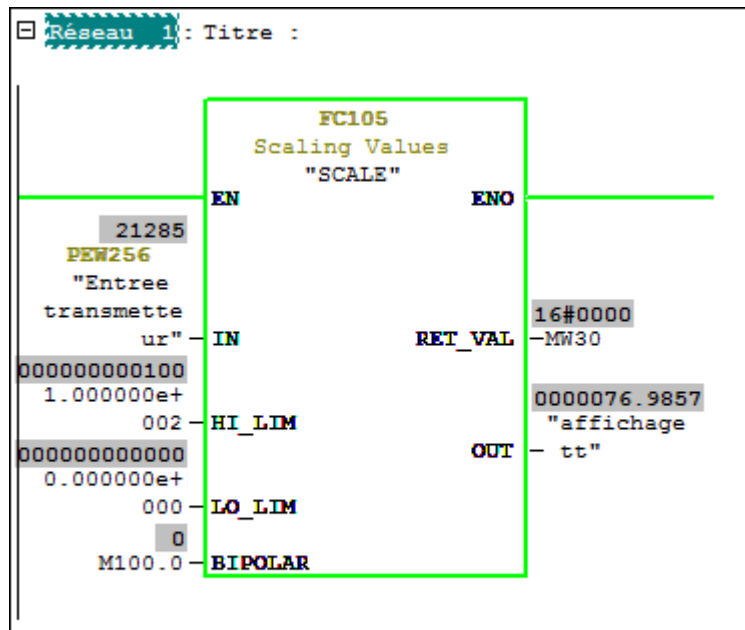 Réseau 1 : Titre :
FC105
Scaling Values
"SCALE"
EN ENO
21285
PEW256
"Entree
transmette
ur" IN
16#0000
RET_VAL MW30
000000000100
1.000000e+
002 HI_LIM
0000076.9857
"affichage
OUT tt"
000000000000
0.000000e+
000 LO_LIM
0
M100.0 BIPOLAR